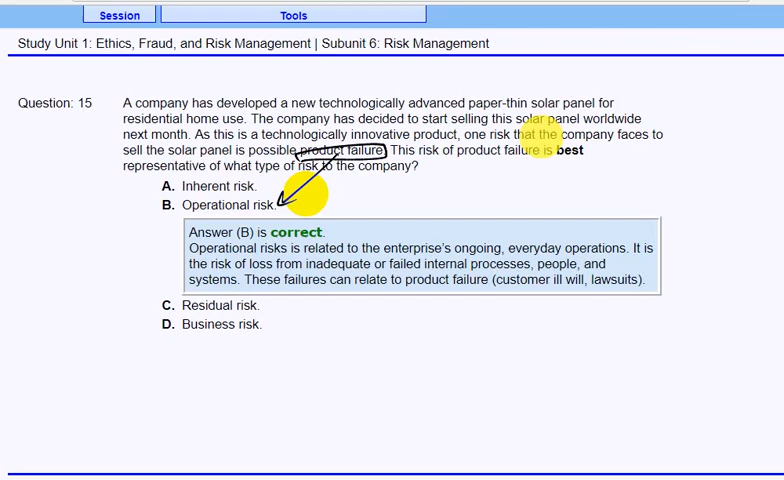 Session Tools
Study Unit 1: Ethics, Fraud, and Risk Management | Subunit 6: Risk Management
Question: 15 A company has developed a new technologically advanced paper-thin solar panel for
residential home use. The company has decided to start selling this solar panel worldwide
next month. As this is a technologically innovative product, one risk that the company faces to
sell the solar panel is possible product failure. This risk of product failure is best
representative of what type of risk to the company?
A. Inherent risk.
B. Operational risk.
Answer (B) is correct.
Operational risks is related to the enterprise's ongoing, everyday operations. It is
the risk of loss from inadequate or failed internal processes, people, and
systems. These failures can relate to product failure (customer ill will, lawsuits).
C. Residual risk.
D. Business risk.